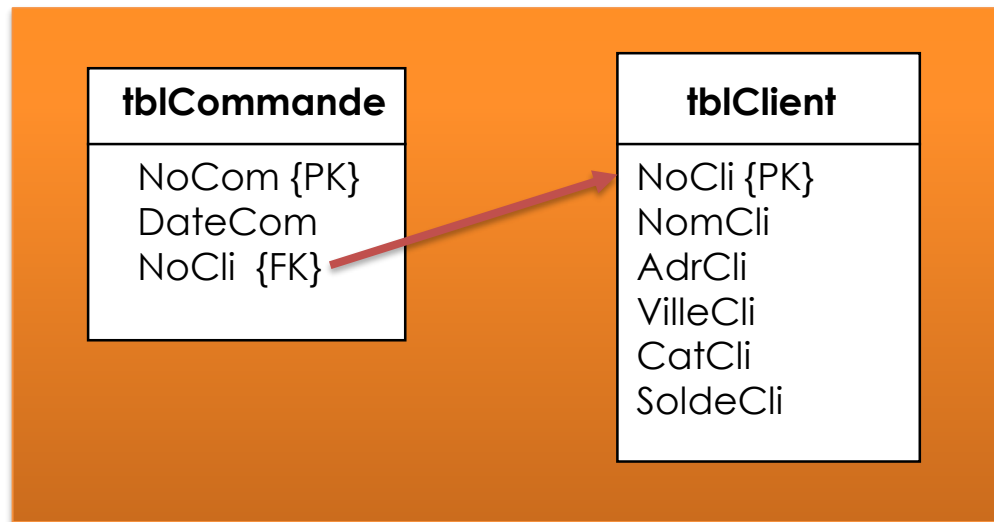 tblCommande
NoCom {PK}
DateCom
NoCli {FK}
tblClient
NoCli {PK}
NomCli
AdrCli
VilleCli
CatCli
SoldeCli